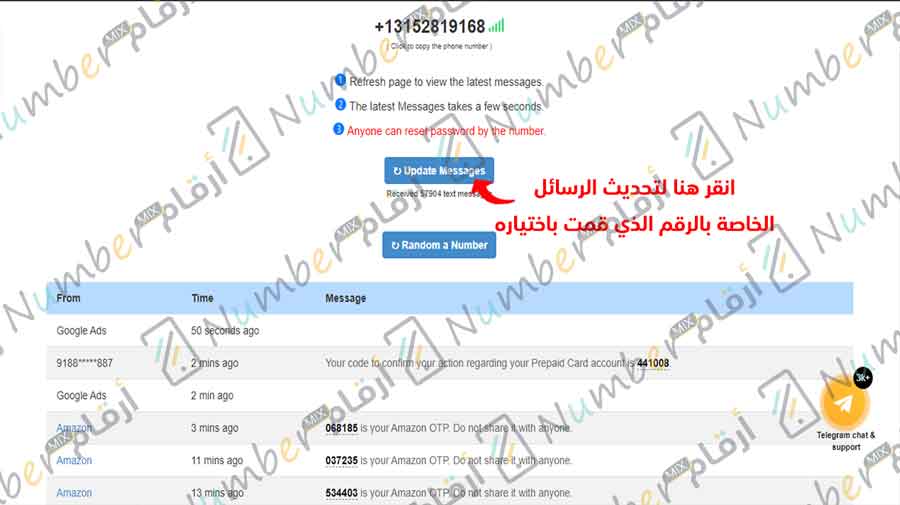 +13152819168
( Click to copy the phone number )
1 Refresh page to view the latest messages.
2 The latest Messages takes a few seconds.
3 Anyone can reset password by the number.
↻ Update Messages
Received 57904 text
انقر هنا لتحديث الرسائل
الخاصة بالرقم الذي قمت باختياره
↻ Random a Number
From Time Message
Google Ads 50 seconds ago
9188*****887 2 mins ago Your code to confirm your action regarding your Prepaid Card account is 441008
Google Ads 2 min ago
Amazon 3 mins ago 068185 is your Amazon OTP. Do not share it with anyone.
Amazon 11 mins ago 037235 is your Amazon OTP. Do not share it with anyone.
Amazon 13 mins ago 534403 is your Amazon OTP. Do not share it with anyone.
3k+
Telegram chat &
support
Number MIX أرقام